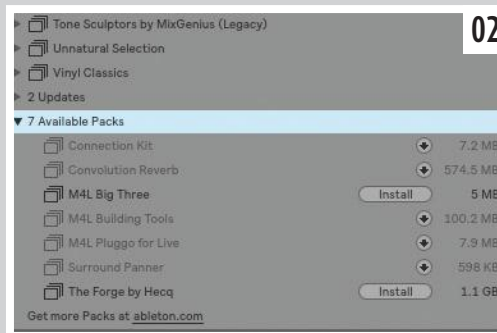 02
Tone Sculptors by MixGenius (Legacy)
Unnatural Selection
Vinyl Classics
2 Updates
7 Available Packs
Connection Kit 7.2 MB
Convolution Reverb 574.5 MB
M4L Big Three Install 5 MB
M4L Building Tools 100.2 MB
M4L Pluggo for Live 7.9 MB
Surround Panner 598 KB
The Forge by Hecq Install 1.1 GB
Get more Packs at ableton.com